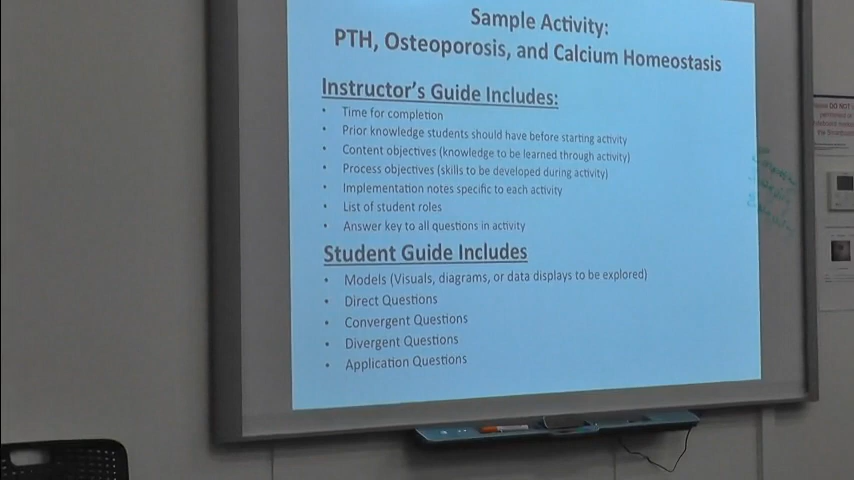 Sample Activity:
PTH, Osteoporosis, and Calcium Homeostasis
Instructor's Guide Includes:
• Time for completion
• Prior knowledge students should have before starting activity
• Content objectives (knowledge to be learned through activity)
• Process objectives (skills to be developed during activity)
• Implementation notes specific to each activity
• List of student roles
• Answer key to all questions in activity
Student Guide Includes
• Models (Visuals, diagrams, or data displays to be explored)
• Direct Questions
• Convergent Questions
• Divergent Questions
• Application Questions
DO NOT